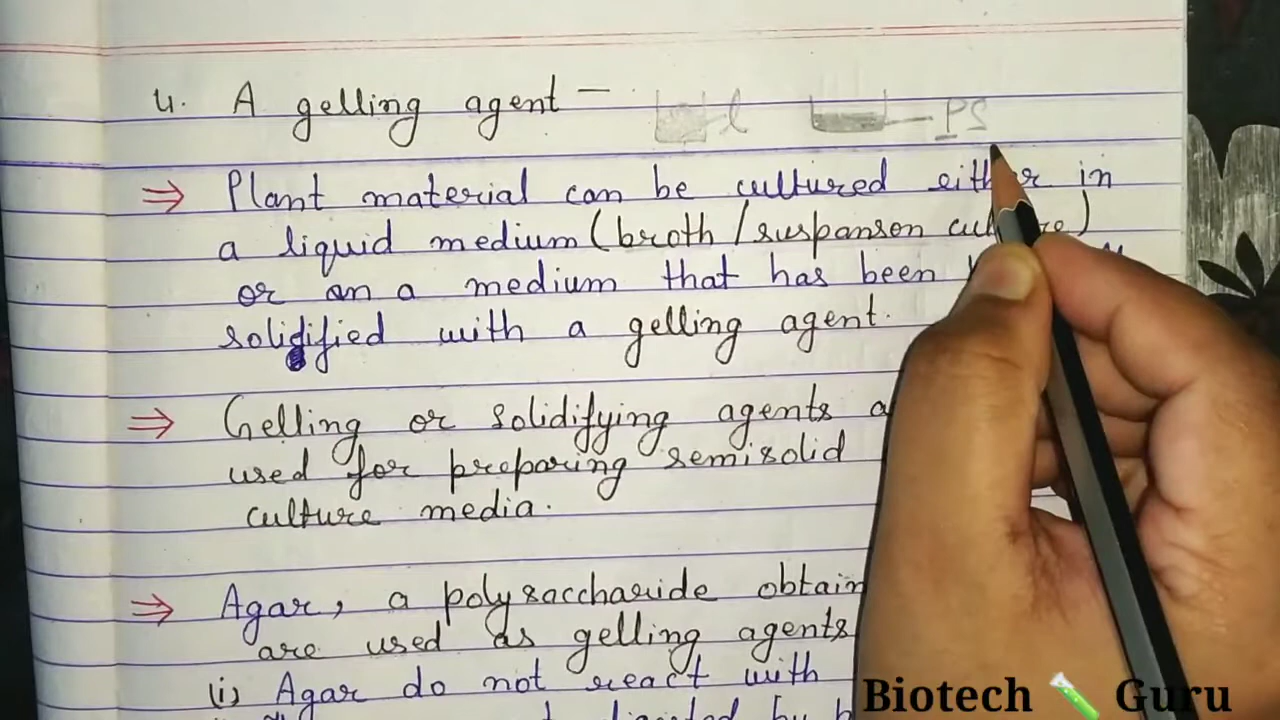 4. A gelling agent —
l PS
⇒ Plant material can be cultured either in
a liquid medium (broth / suspanson
or on a medium that has been
solidified with a gelling agent.
⇒ Gelling or solidifying agents
used for preparing semisolid
culture media.
⇒ Agar, a polysaccharide
are used as gelling agents
(i) Agar do not react with
Biotech Guru